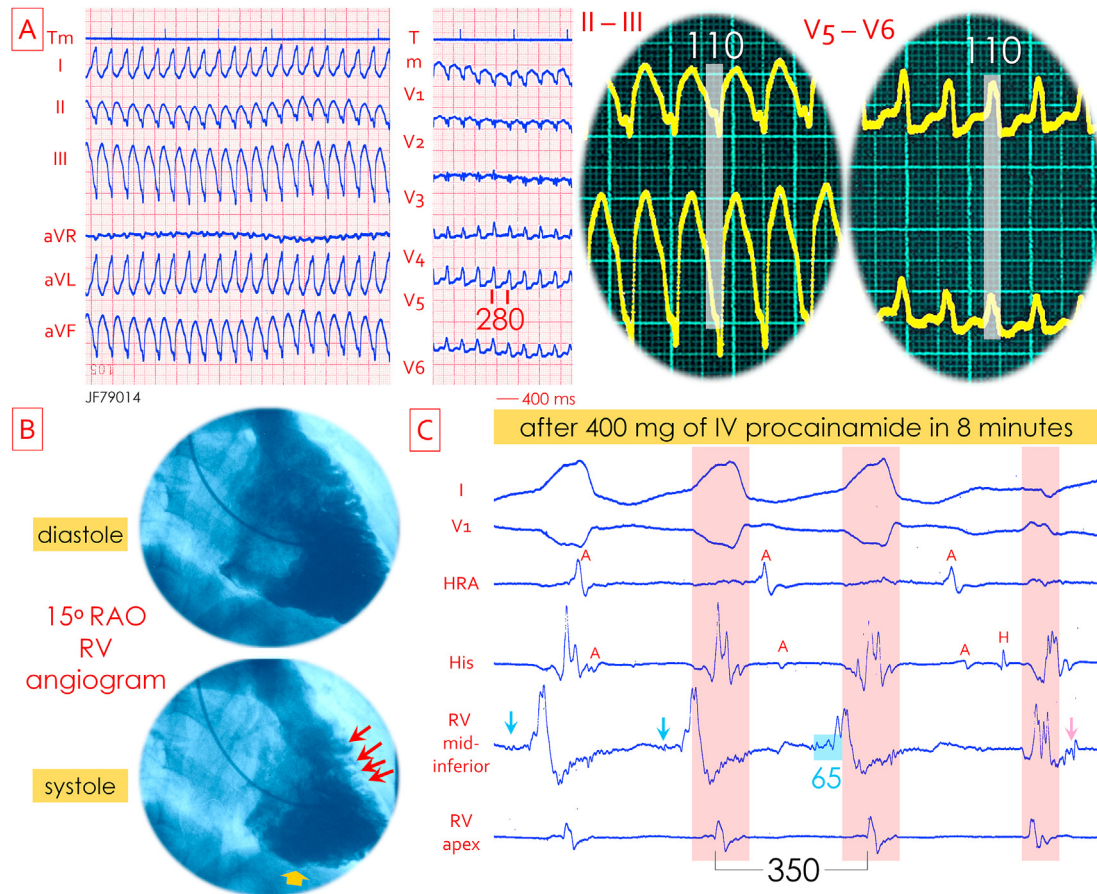 A
Tm
I
II
III
aVR
aVL
aVF
105
JF79014
T
m
V1
V2
V3
V4
V5
280
V6
400 ms
II – III
110
V5 – V6
110
B
diastole
15º RAO
RV
angiogram
systole
C
after 400 mg of IV procainamide in 8 minutes
I
V1
HRA
A
A
A
His
A
A
A
H
RV
mid-
inferior
65
RV
apex
350